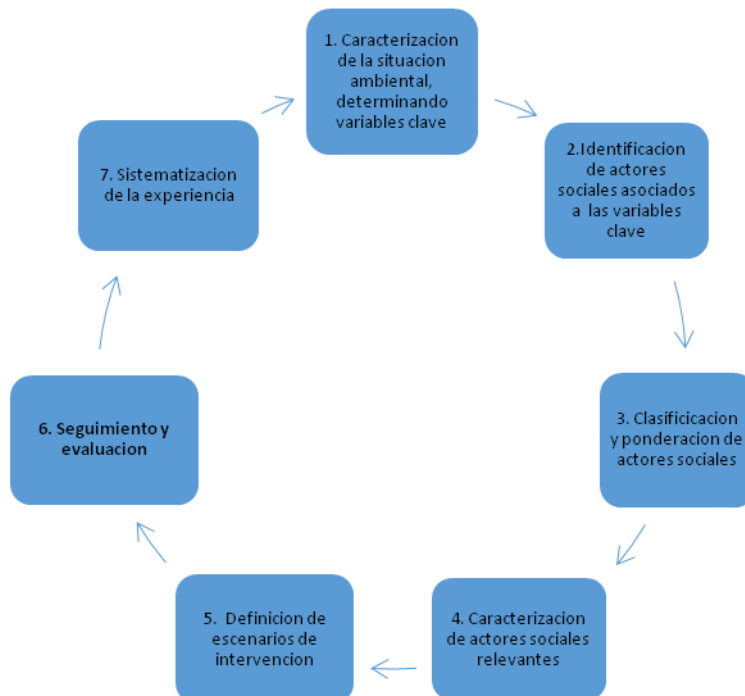 1. Caracterizacion
de la situacion
ambiental,
determinando
variables clave
2.Identificacion
de actores
sociales asociados
a las variables
clave
3. Clasificicacion
y ponderacion de
actores sociales
4. Caracterizacion
de actores sociales
relevantes
5. Definicion de
escenarios de
intervencion
6. Seguimiento y
evaluacion
7. Sistematizacion
de la experiencia